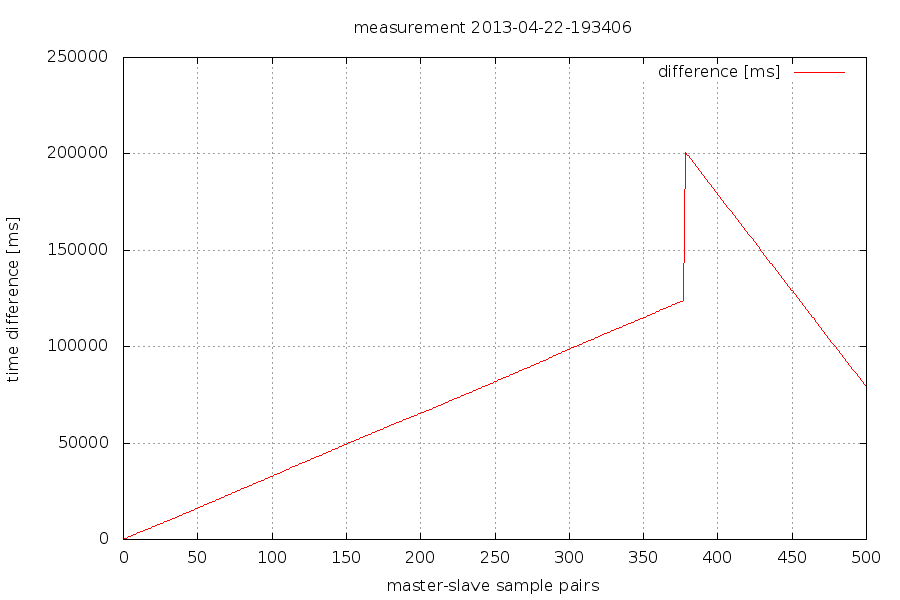 measurement 2013-04-22-193406
difference [ms]
250000
200000
150000
100000
50000
0
time difference [ms]
0 50 100 150 200 250 300 350 400 450 500
master-slave sample pairs